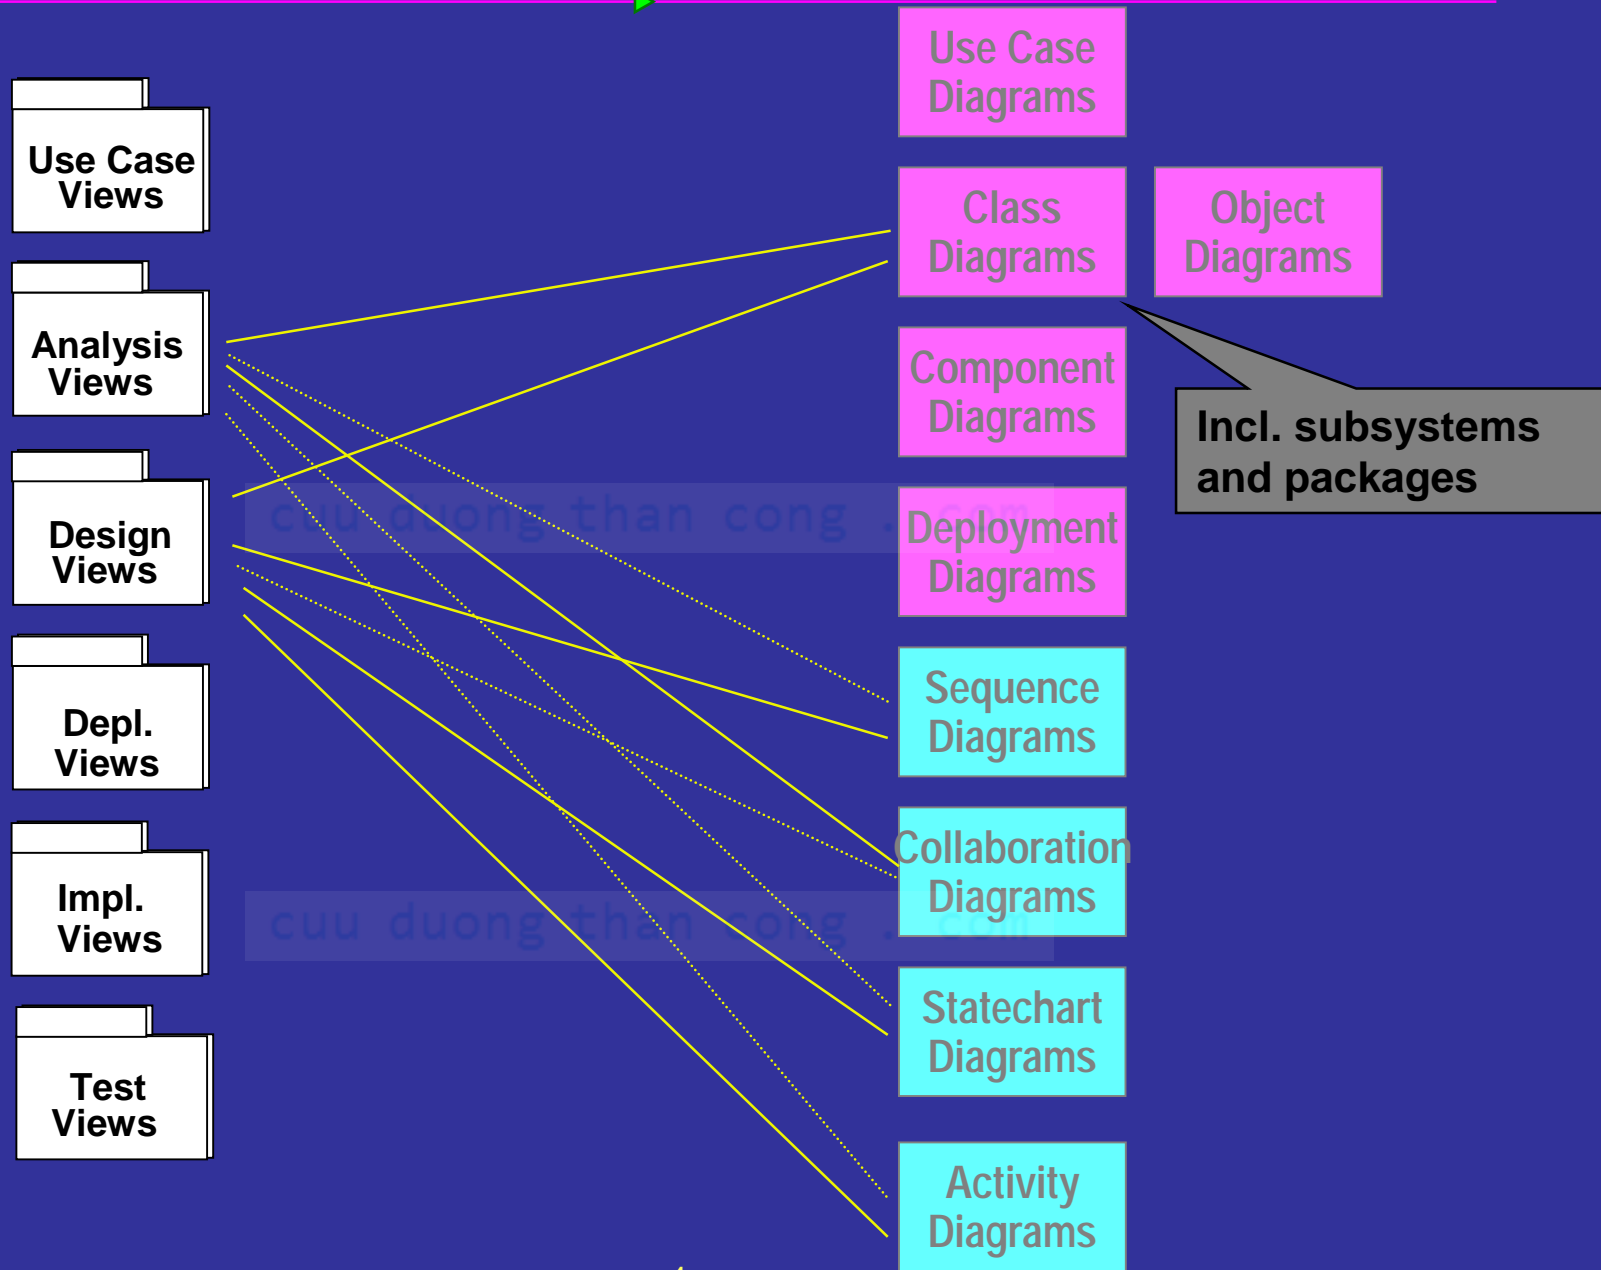 Use Case
Views
Analysis
Views
Design
Views
Depl.
Views
Impl.
Views
Test
Views
Use Case
Diagrams
Class
Diagrams
Object
Diagrams
Component
Diagrams
Incl. subsystems
and packages
Deployment
Diagrams
Sequence
Diagrams
Collaboration
Diagrams
Statechart
Diagrams
Activity
Diagrams
cuu duong than cong . com
cuu duong than cong . com